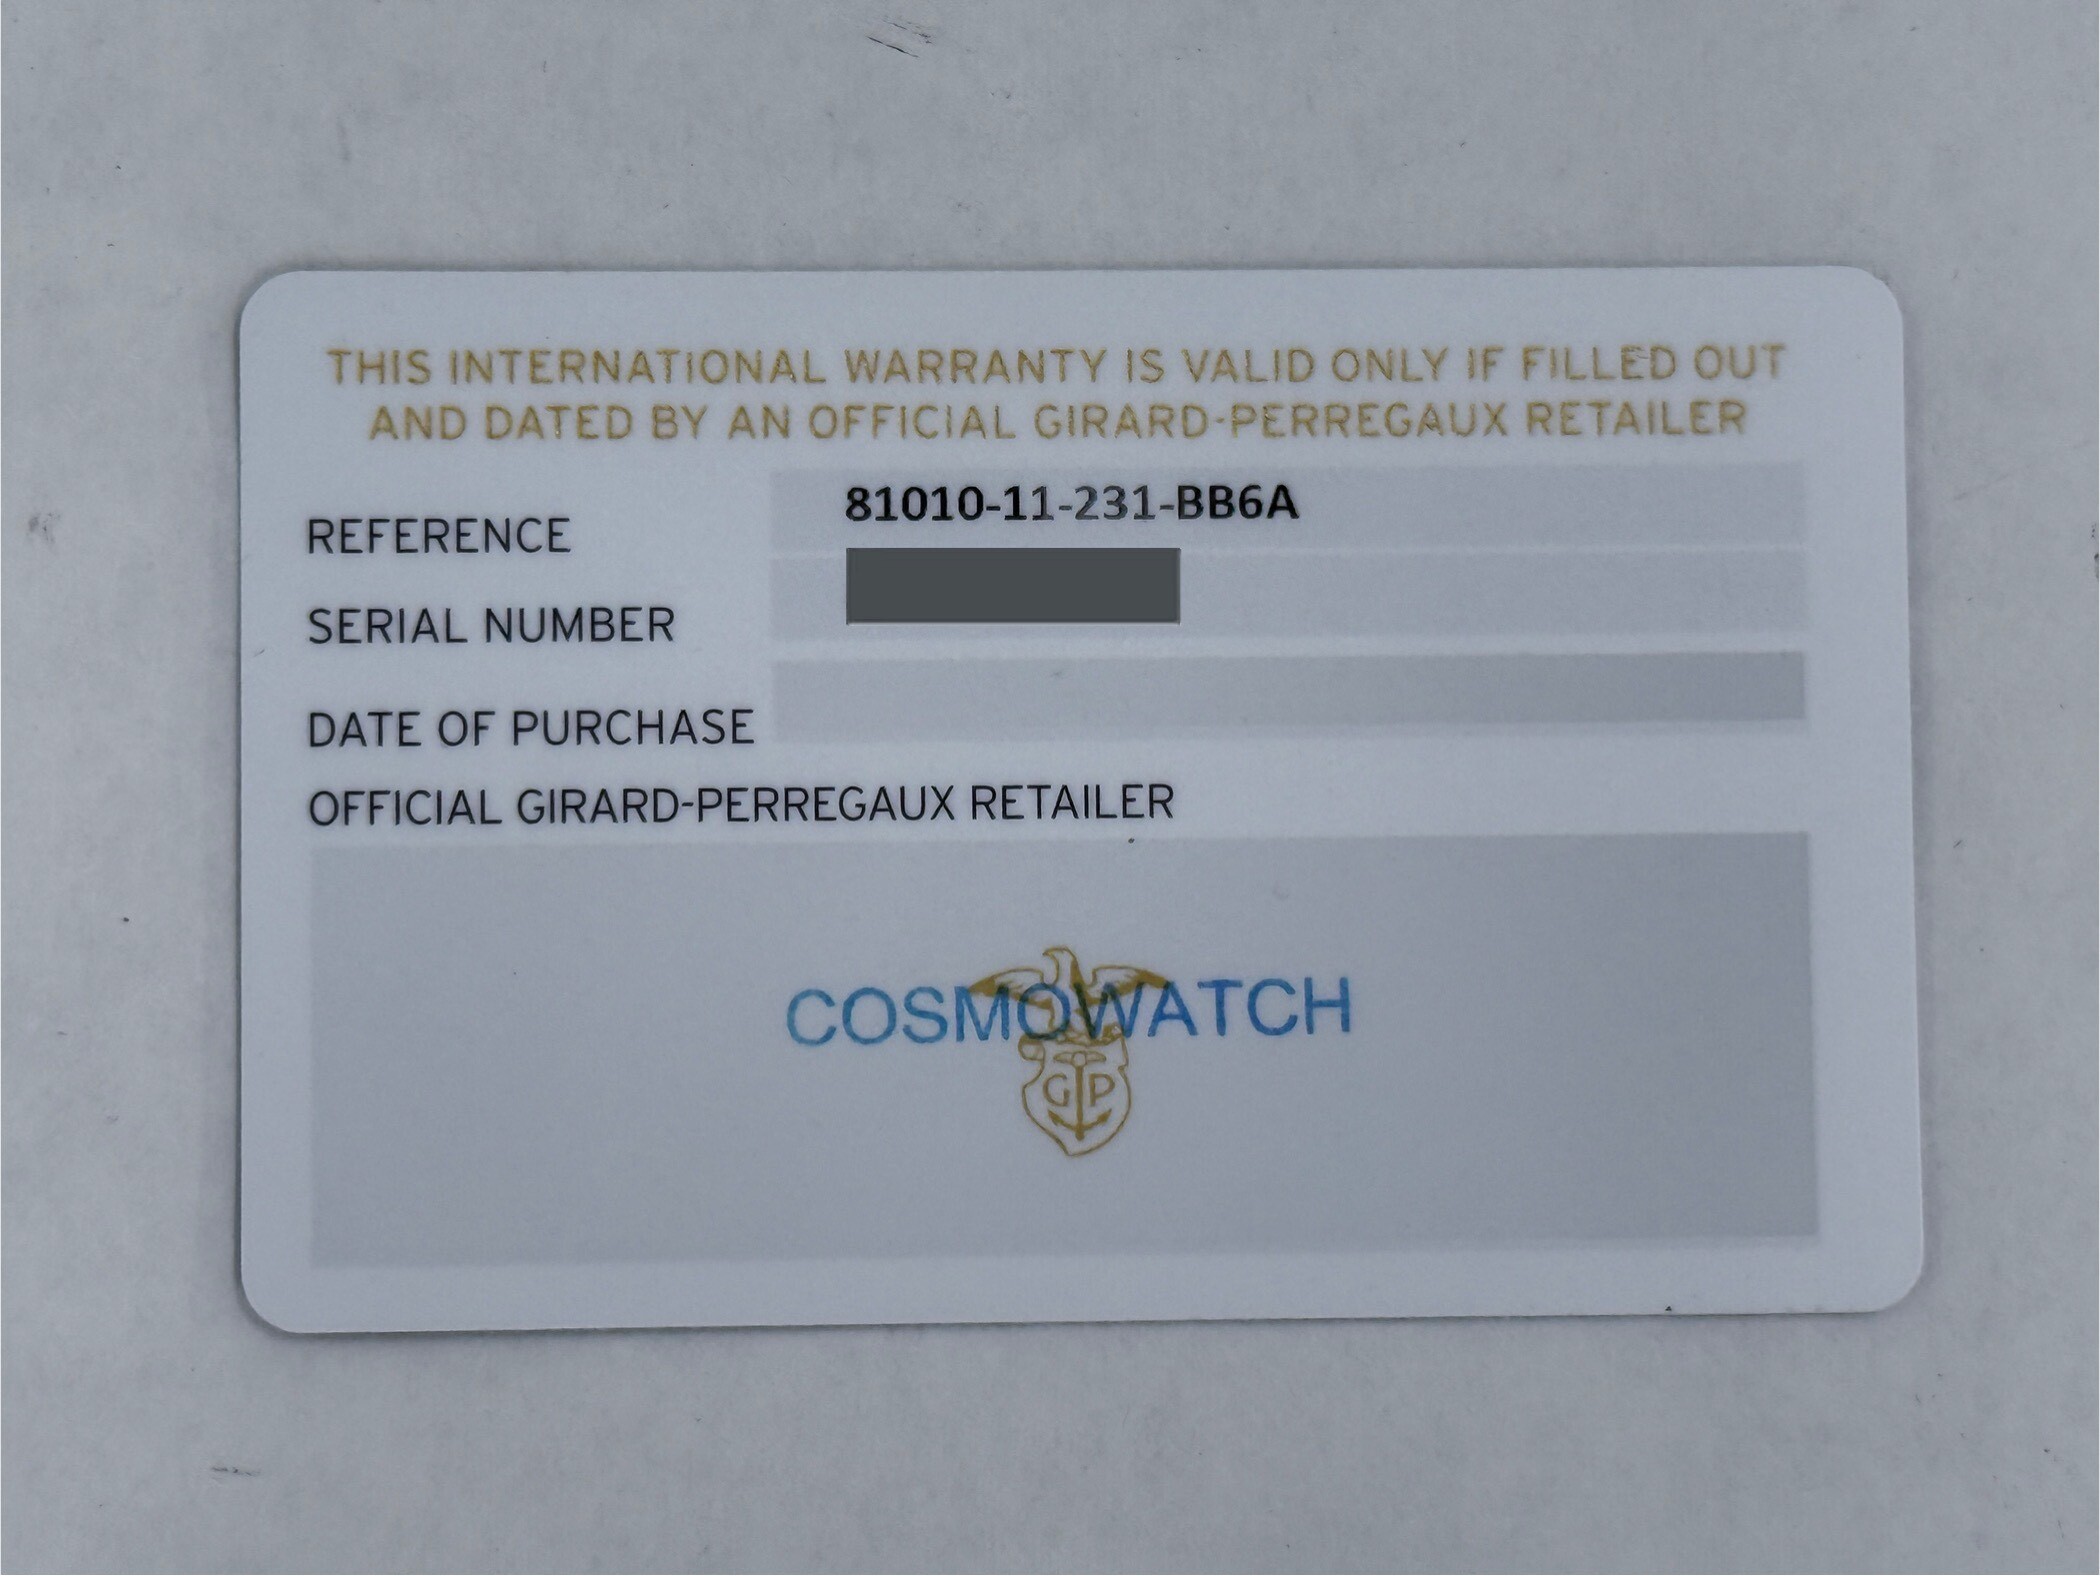 THIS INTERNATIONAL WARRANTY IS VALID ONLY IF FILLED OUT
AND DATED BY AN OFFICIAL GIRARD-PERREGAUX RETAILER
REFERENCE 81010-11-231-BB6A
SERIAL NUMBER
DATE OF PURCHASE
OFFICIAL GIRARD-PERREGAUX RETAILER
COSMOWATCH
GP